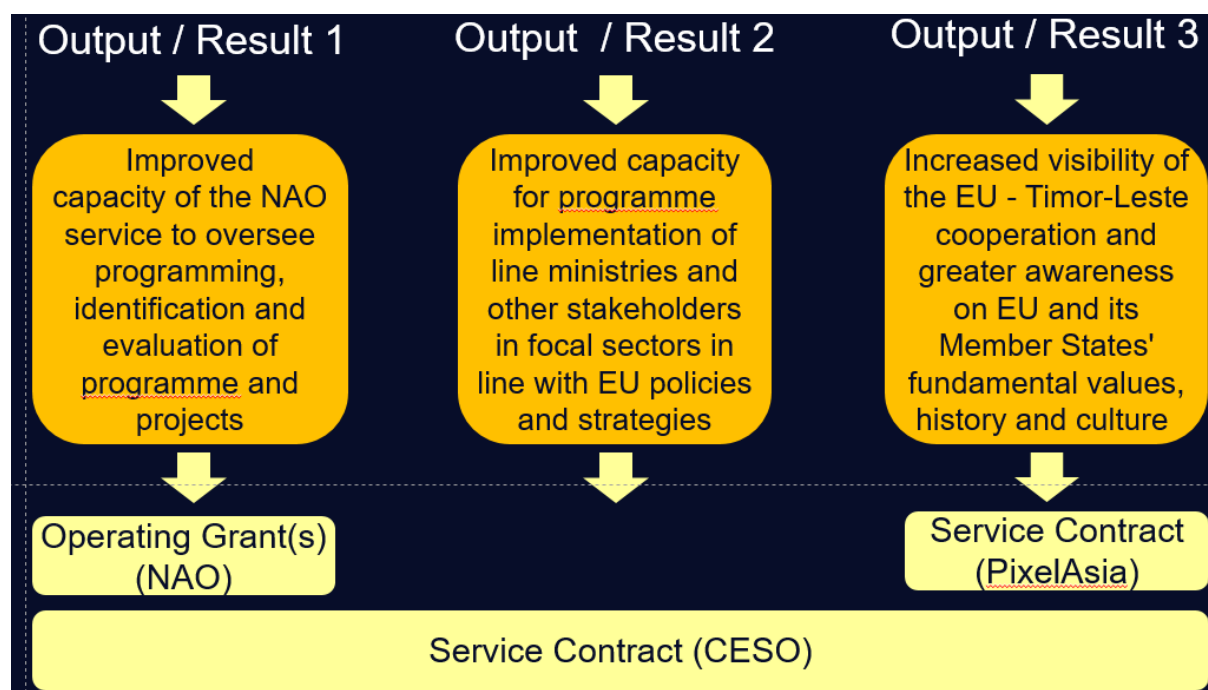 Output / Result 1
Improved
capacity of the NAO
service to oversee
programming,
identification and
evaluation of
programme and
projects
Operating Grant(s)
(NAO)
Output  / Result 2
Improved capacity
for programme
implementation of
line ministries and
other stakeholders
in focal sectors in
line with EU policies
and strategies
Output / Result 3
Increased visibility of
the EU - Timor-Leste
cooperation and
greater awareness
on EU and its
Member States'
fundamental values,
history and culture
Service Contract
(PixelAsia)
Service Contract (CESO)